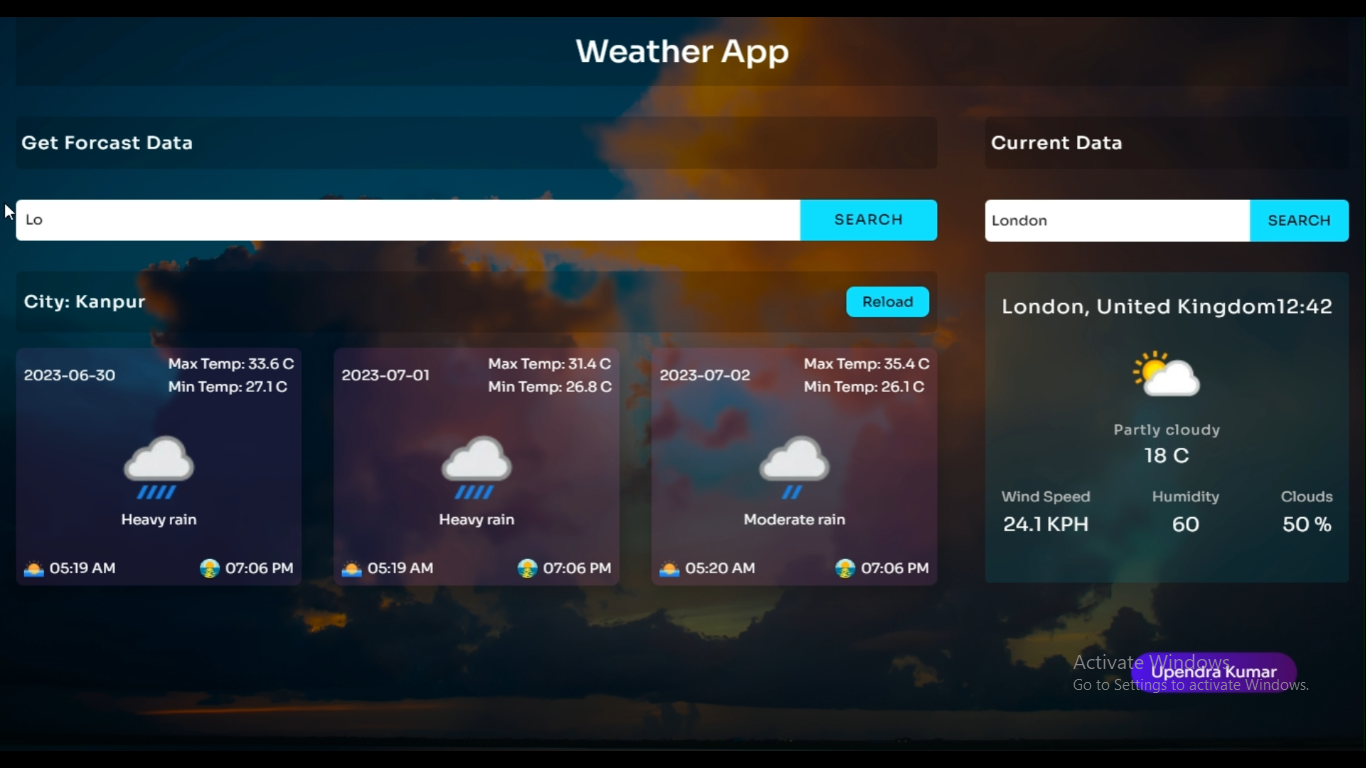 Weather App
Get Forcast Data
Lo
SEARCH
City: Kanpur
Reload
2023-06-30
Max Temp: 33.6 C
Min Temp: 27.1 C
Heavy rain
05:19 AM
07:06 PM
2023-07-01
Max Temp: 31.4 C
Min Temp: 26.8 C
Heavy rain
05:19 AM
07:06 PM
2023-07-02
Max Temp: 35.4 C
Min Temp: 26.1 C
Moderate rain
05:20 AM
07:06 PM
Current Data
London
SEARCH
London, United Kingdom12:42
Partly cloudy
18 C
Wind Speed
24.1 KPH
Humidity
60
Clouds
50 %
Activate Windows
Upendra Kumar
Go to Settings to activate Windows.